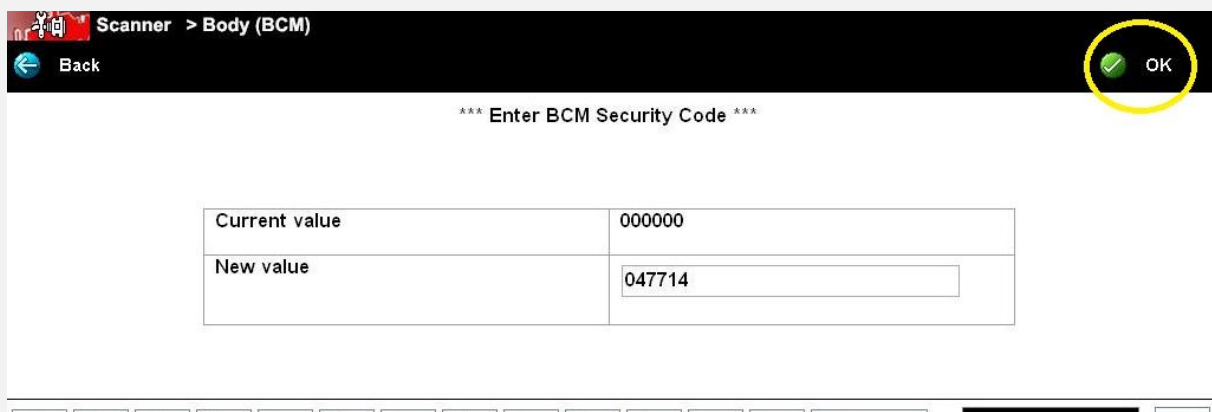 Scanner > Body (BCM)
Back
OK
*** Enter BCM Security Code ***
Current value 000000
New value 047714